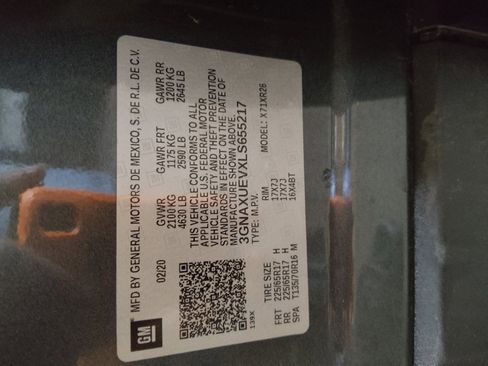 MFD BY GENERAL MOTORS DE MEXICO, S. DE R.L. DE C.V.
02/20 GVWR GAWR FRT GAWR RR
2100 KG 1175 KG 1200 KG
4630 LB 2590 LB 2645 LB
THIS VEHICLE CONFORMS TO ALL
APPLICABLE U.S. FEDERAL MOTOR
VEHICLE SAFETY AND THEFT PREVENTION
STANDARDS IN EFFECT ON THE DATE OF
MANUFACTURE SHOWN ABOVE.
3GNAXUEVXLS655217
TYPE: M.P.V. MODEL: X71XR26
139X
TIRE SIZE RIM
FRT 225/65R17 H 17X7J
RR 225/65R17 H 17X7J
SPA T135/70R16 M 16X4BT
GM